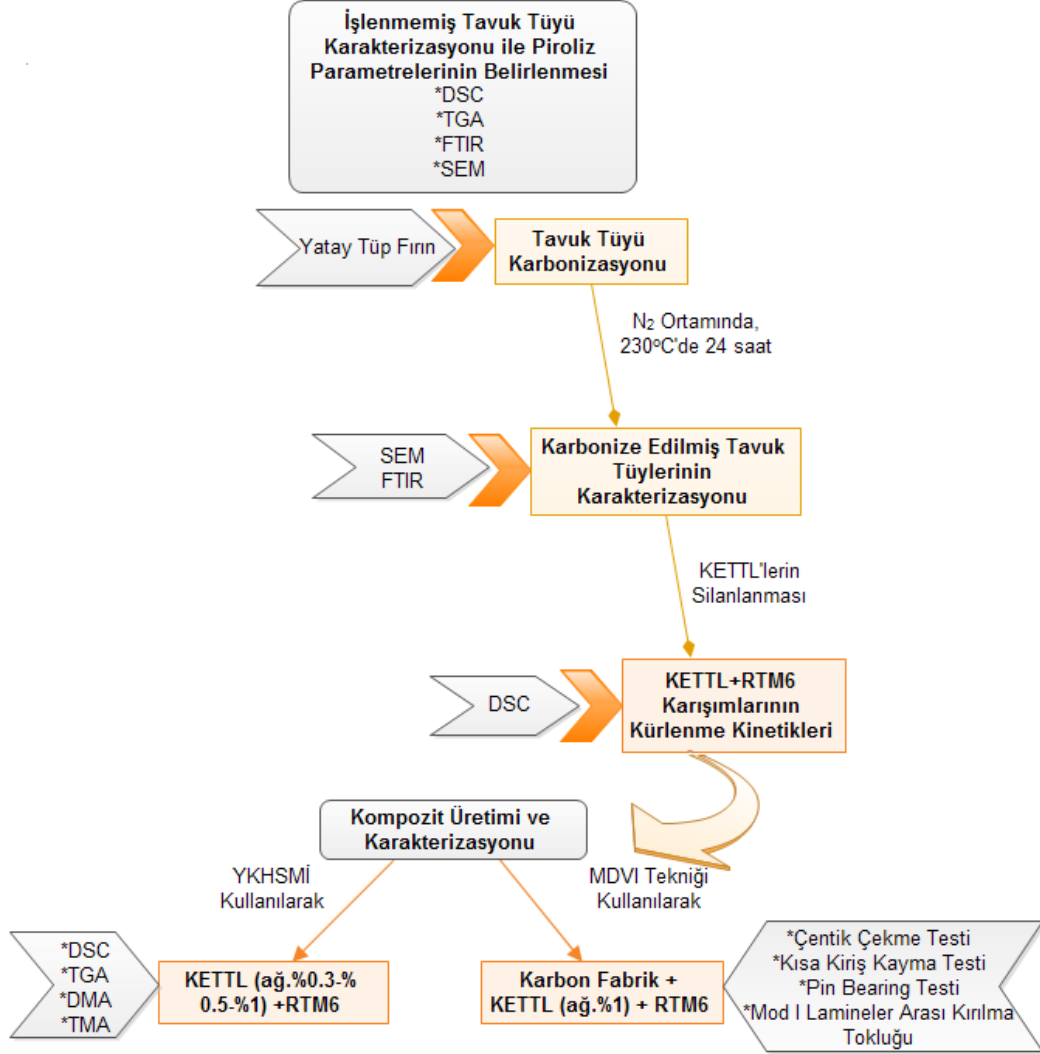 İşlenmemiş Tavuk Tüyü
Karakterizasyonu ile Piroliz
Parametrelerinin Belirlenmesi
*DSC
*TGA
*FTIR
*SEM
Yatay Tüp Fırın
Tavuk Tüyü
Karbonizasyonu
N₂ Ortamında,
230ºC'de 24 saat
SEM
FTIR
Karbonize Edilmiş Tavuk
Tüylerinin
Karakterizasyonu
KETTL'lerin
Silanlanması
DSC
KETTL+RTM6
Karışımlarının
Kürlenme Kinetikleri
Kompozit Üretimi ve
Karakterizasyonu
YKHSMİ
Kullanılarak
MDVI Tekniği
Kullanılarak
*DSC
*TGA
*DMA
*TMA
KETTL (ağ.%0.3-%
0.5-%1) +RTM6
Karbon Fabrik +
KETTL (ağ.%1) + RTM6
*Çentik Çekme Testi
*Kısa Kiriş Kayma Testi
*Pin Bearing Testi
*Mod I Lamineler Arası Kırılma
Tokluğu